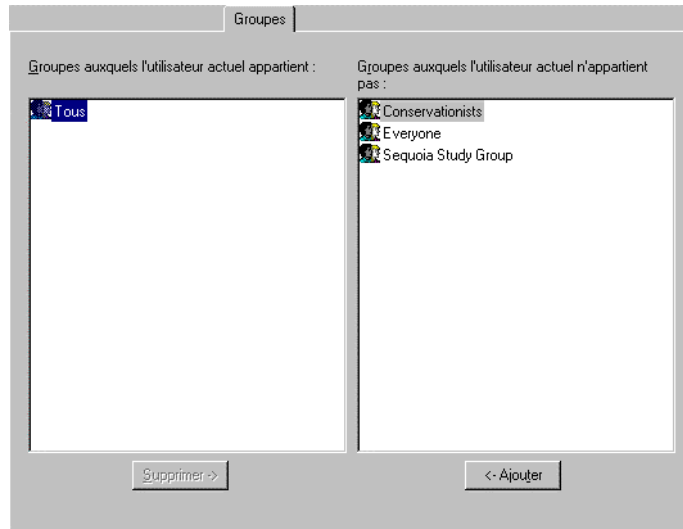 Groupes
Groupes auxquels l'utilisateur actuel appartient :
Tous
Supprimer ->
Groupes auxquels l'utilisateur actuel n'appartient
pas :
Conservationists
Everyone
Sequoia Study Group
<- Ajouter